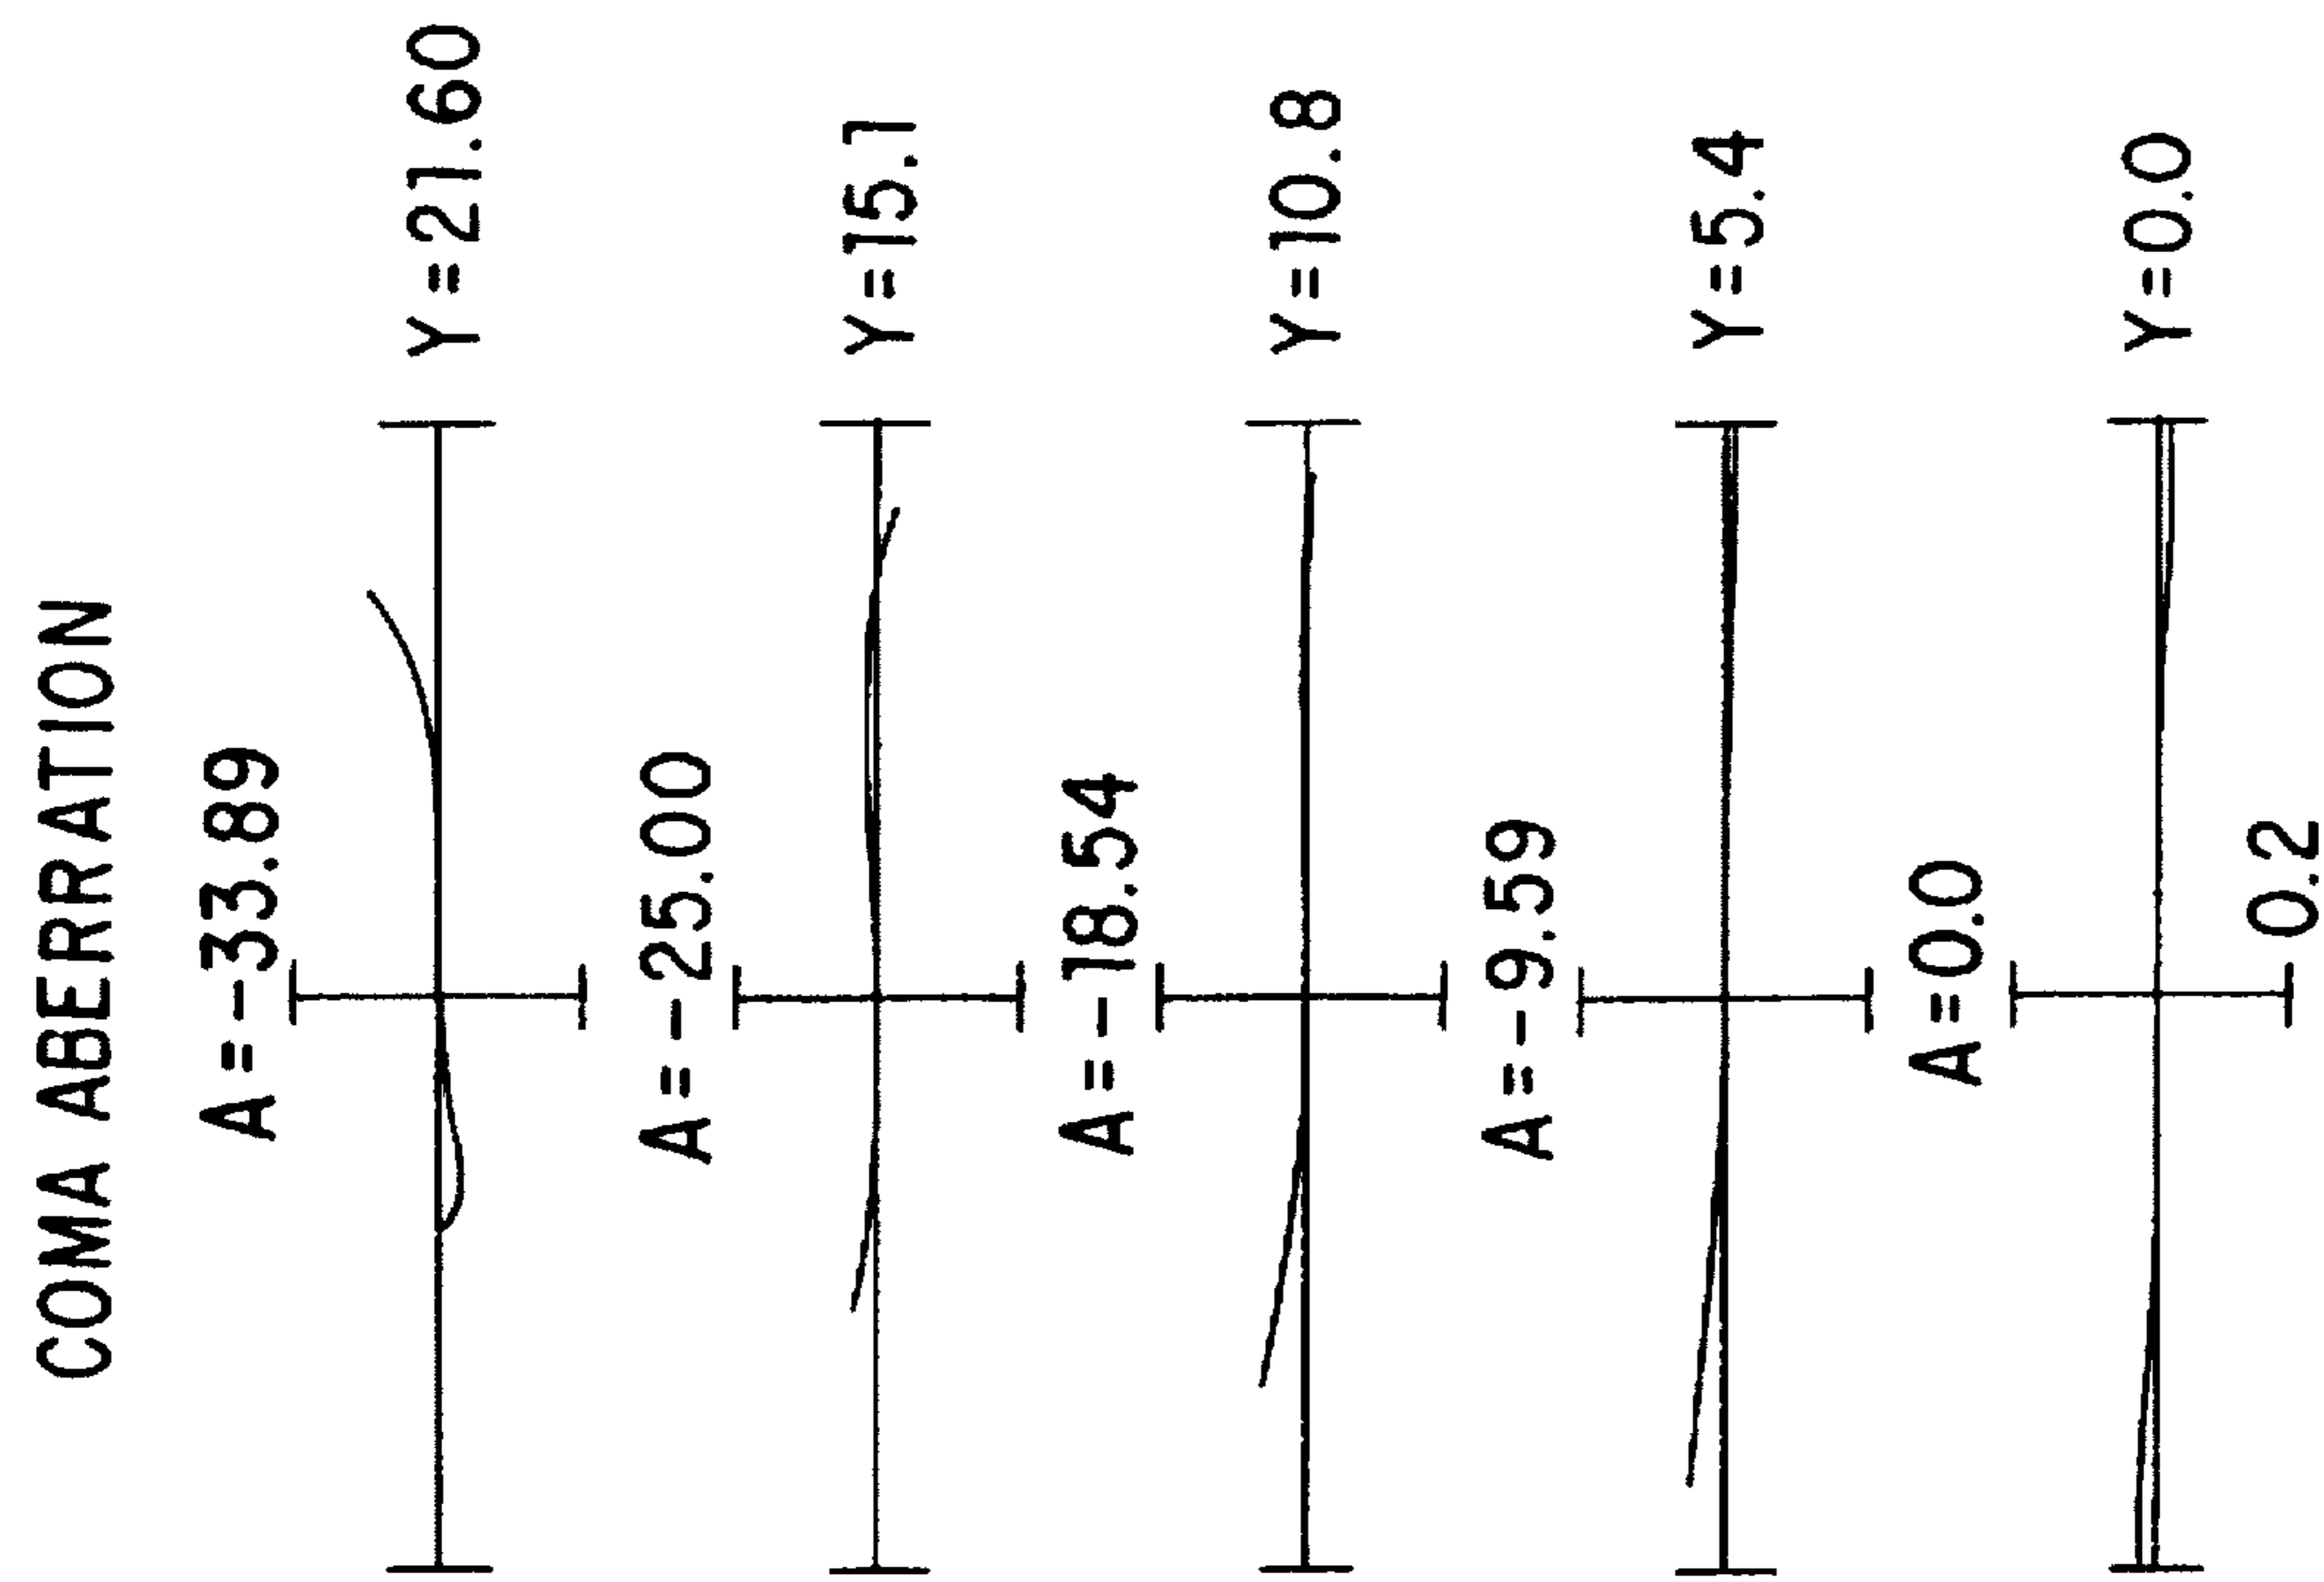 COMA ABERRATION
A=-33.89
Y=21.60
A=-25.00
Y=15.1
A=-18.54
Y=10.8
A=-9.59
Y=5.4
A=0.0
Y=0.0
0.2